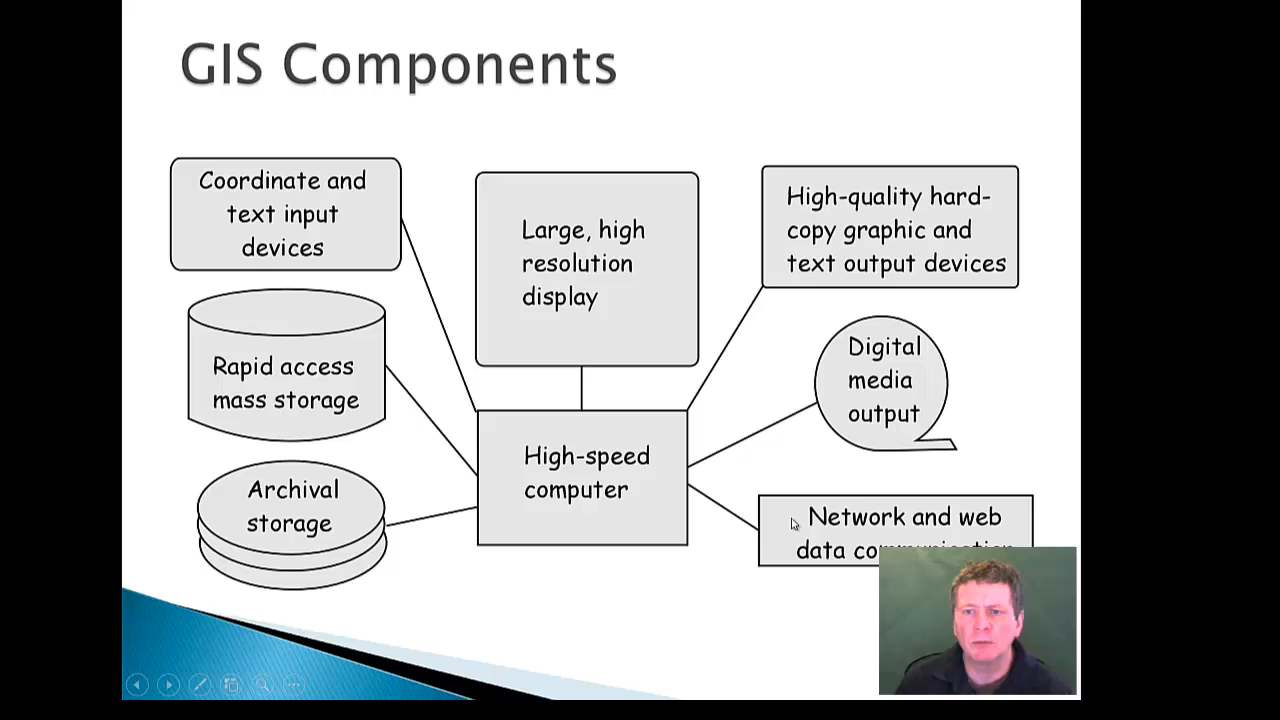 GIS Components
Coordinate and
text input
devices
Large, high
resolution
display
High-quality hard-
copy graphic and
text output devices
Rapid access
mass storage
Digital
media
output
High-speed
computer
Archival
storage
Network and web
data